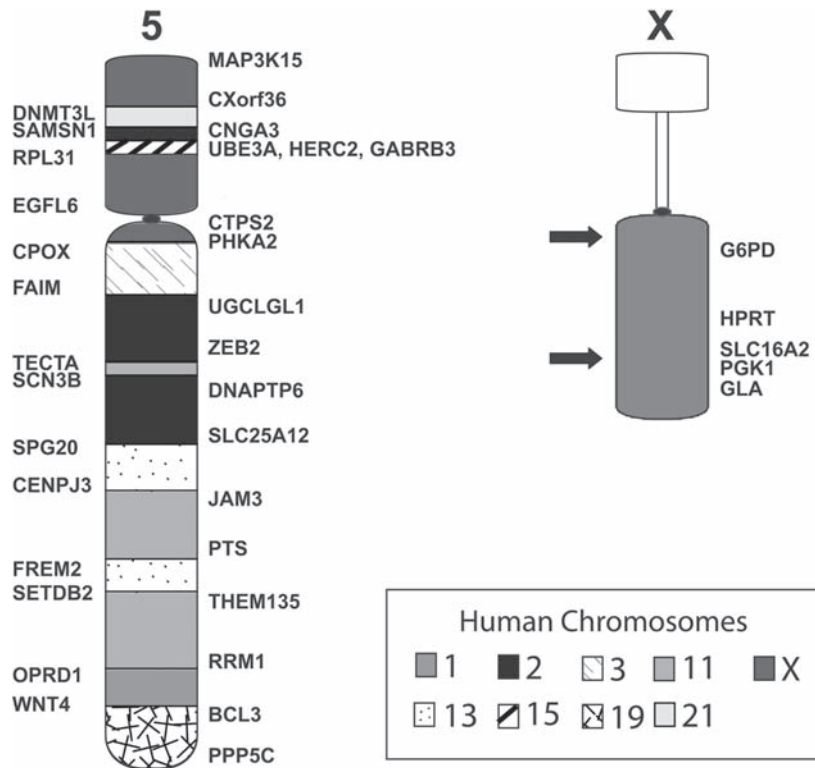 5
X
MAP3K15
CXorf36
DNMT3L
SAMSN1
CNGA3
UBE3A, HERC2, GABRB3
RPL31
EGFL6
CTPS2
PHKA2
CPOX
FAIM
UGCLGL1
ZEB2
TECTA
SCN3B
DNAPTP6
SLC25A12
SPG20
CENPJ3
JAM3
PTS
FREM2
SETDB2
THEM135
RRM1
OPRD1
WNT4
BCL3
PPP5C
G6PD
HPRT
SLC16A2
PGK1
GLA
Human Chromosomes
1 2 3 11 X
13 15 19 21